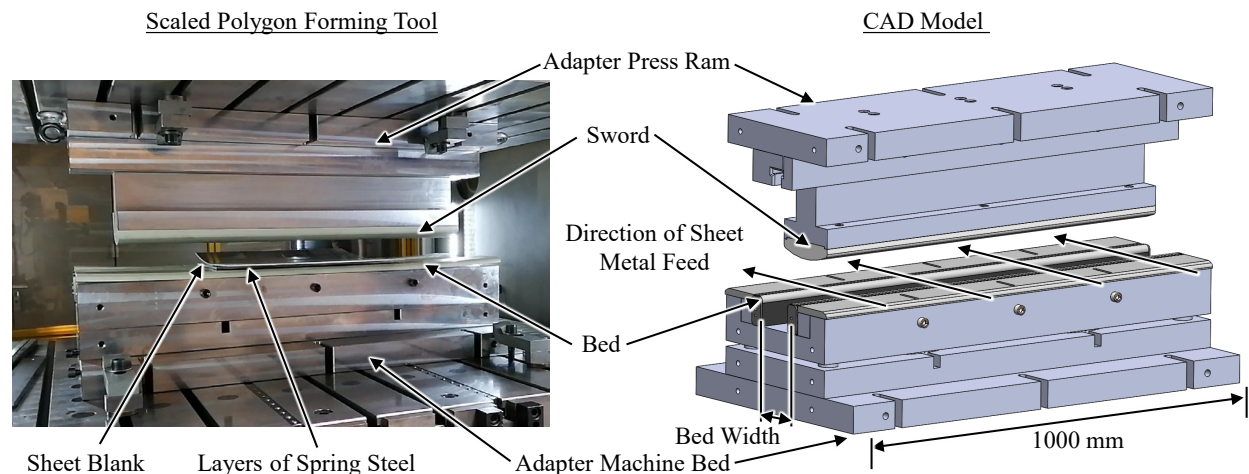 Scaled Polygon Forming Tool
CAD Model
Adapter Press Ram
Sword
Direction of Sheet
Metal Feed
Bed
Bed Width
1000 mm
Sheet Blank
Layers of Spring Steel
Adapter Machine Bed